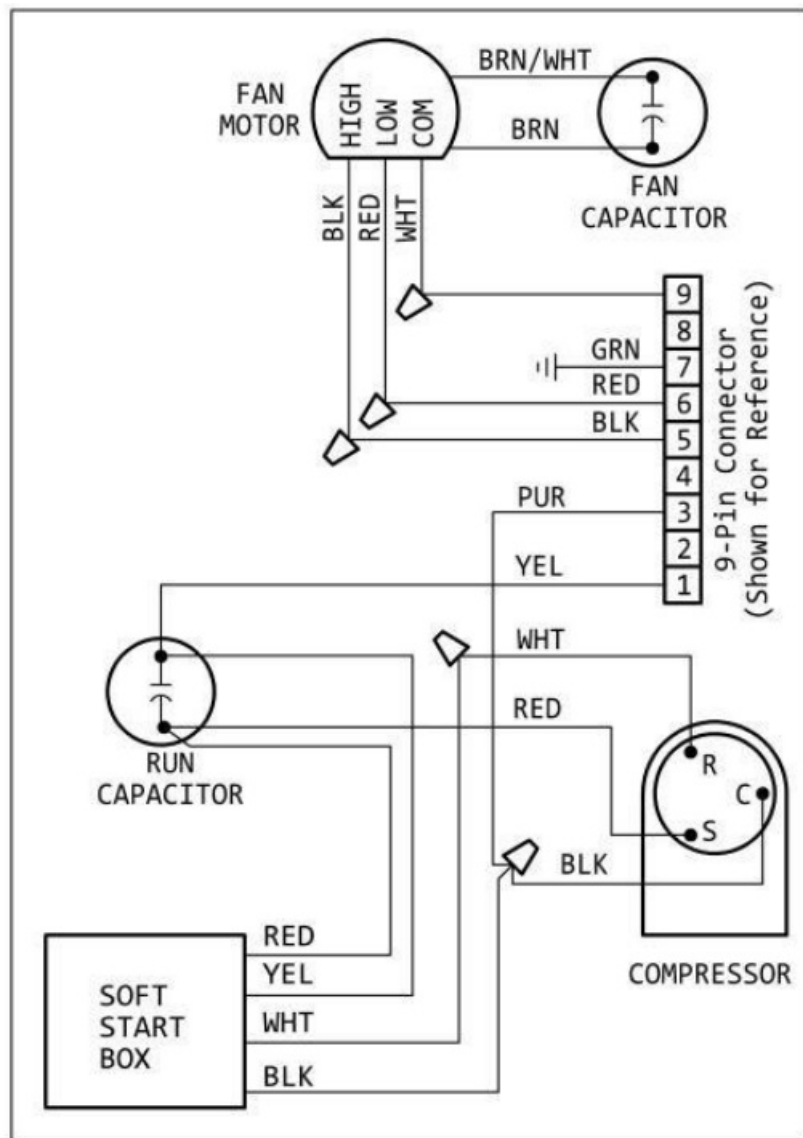 FAN
MOTOR
HIGH
LOW
COM
BRN/WHT
BRN
FAN
CAPACITOR
BLK
RED
WHT
9
8
GRN
7
RED
6
BLK
5
4
PUR
3
2
YEL
1
9-Pin Connector
(Shown for Reference)
WHT
RED
RUN
CAPACITOR
R
C
S
BLK
COMPRESSOR
SOFT
START
BOX
RED
YEL
WHT
BLK